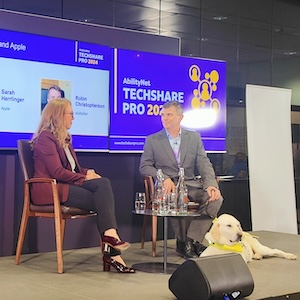 and Apple
TECHSHARE
PRO 2024
Sarah
Herrlinger
Apple
Robin
Christopherson
AbilityNet
AbilityNet
TECHSHARE
PRO 2024